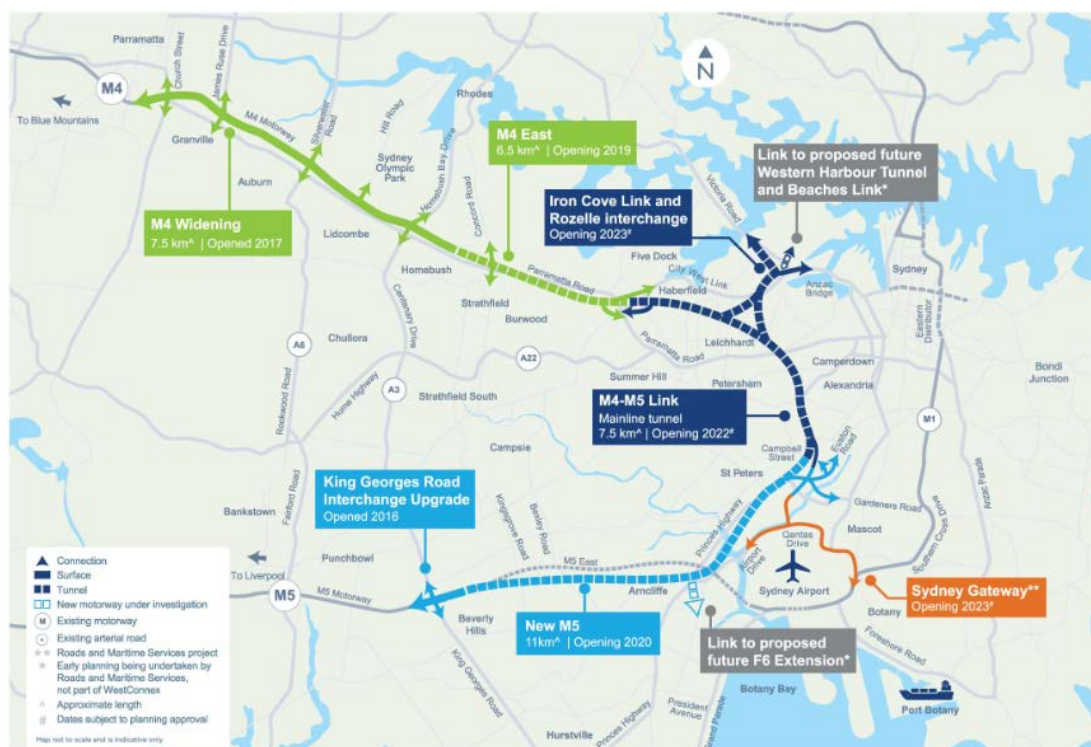 Parramatta
Church Street
James Ruse Drive
M4
To Blue Mountains
Granville
M4 Motorway
Silverwater
Road
Hill Road
Rhodes
Sydney
Olympic
Park
Homebush Bay Drive
Concord Road
Auburn
Lidcombe
Homebush
M4 Widening
7.5 km^ | Opened 2017
M4 East
6.5 km^ | Opening 2019
N
Link to proposed future
Western Harbour Tunnel
and Beaches Link*
Iron Cove Link and
Rozelle interchange
Opening 2023#
Victoria Road
Five Dock
City West Link
Haberfield
Parramatta Road
Strathfield
Burwood
Anzac
Bridge
Sydney
Eastern
Distributor
Leichhardt
Parramatta Road
Camperdown
Bondi
Junction
Centenary Drive
Chullora
A6
A22
Summer Hill
Petersham
Alexandria
Hume Highway
A3
Strathfield South
Rookwood Road
M4-M5 Link
Mainline tunnel
7.5 km^ | Opening 2022#
M1
Campsie
Campbell
Street
Euston
Road
St Peters
Anzac Parade
King Georges Road
Interchange Upgrade
Opened 2016
Gardeners Road
Fairford Road
Bankstown
Kingsgrove Road
Bexley Road
Princes Highway
Mascot
Qantas
Drive
Southern Cross Drive
Punchbowl
M5 East
Airport
Drive
To Liverpool
M5 Motorway
M5
Arncliffe
Sydney Airport
Sydney Gateway**
Opening 2023#
Botany
Beverly
Hills
New M5
11km^ | Opening 2020
Link to proposed
future F6 Extension*
Foreshore Road
King Georges Road
Botany Bay
President
Avenue
Grand Parade
Port Botany
Hurstville
Princes Highway
Connection
Surface
Tunnel
New motorway under investigation
M Existing motorway
Existing arterial road
** Roads and Maritime Services project
* Early planning being undertaken by
Roads and Maritime Services,
not part of WestConnex
^ Approximate length
# Dates subject to planning approval
Map not to scale and is indicative only